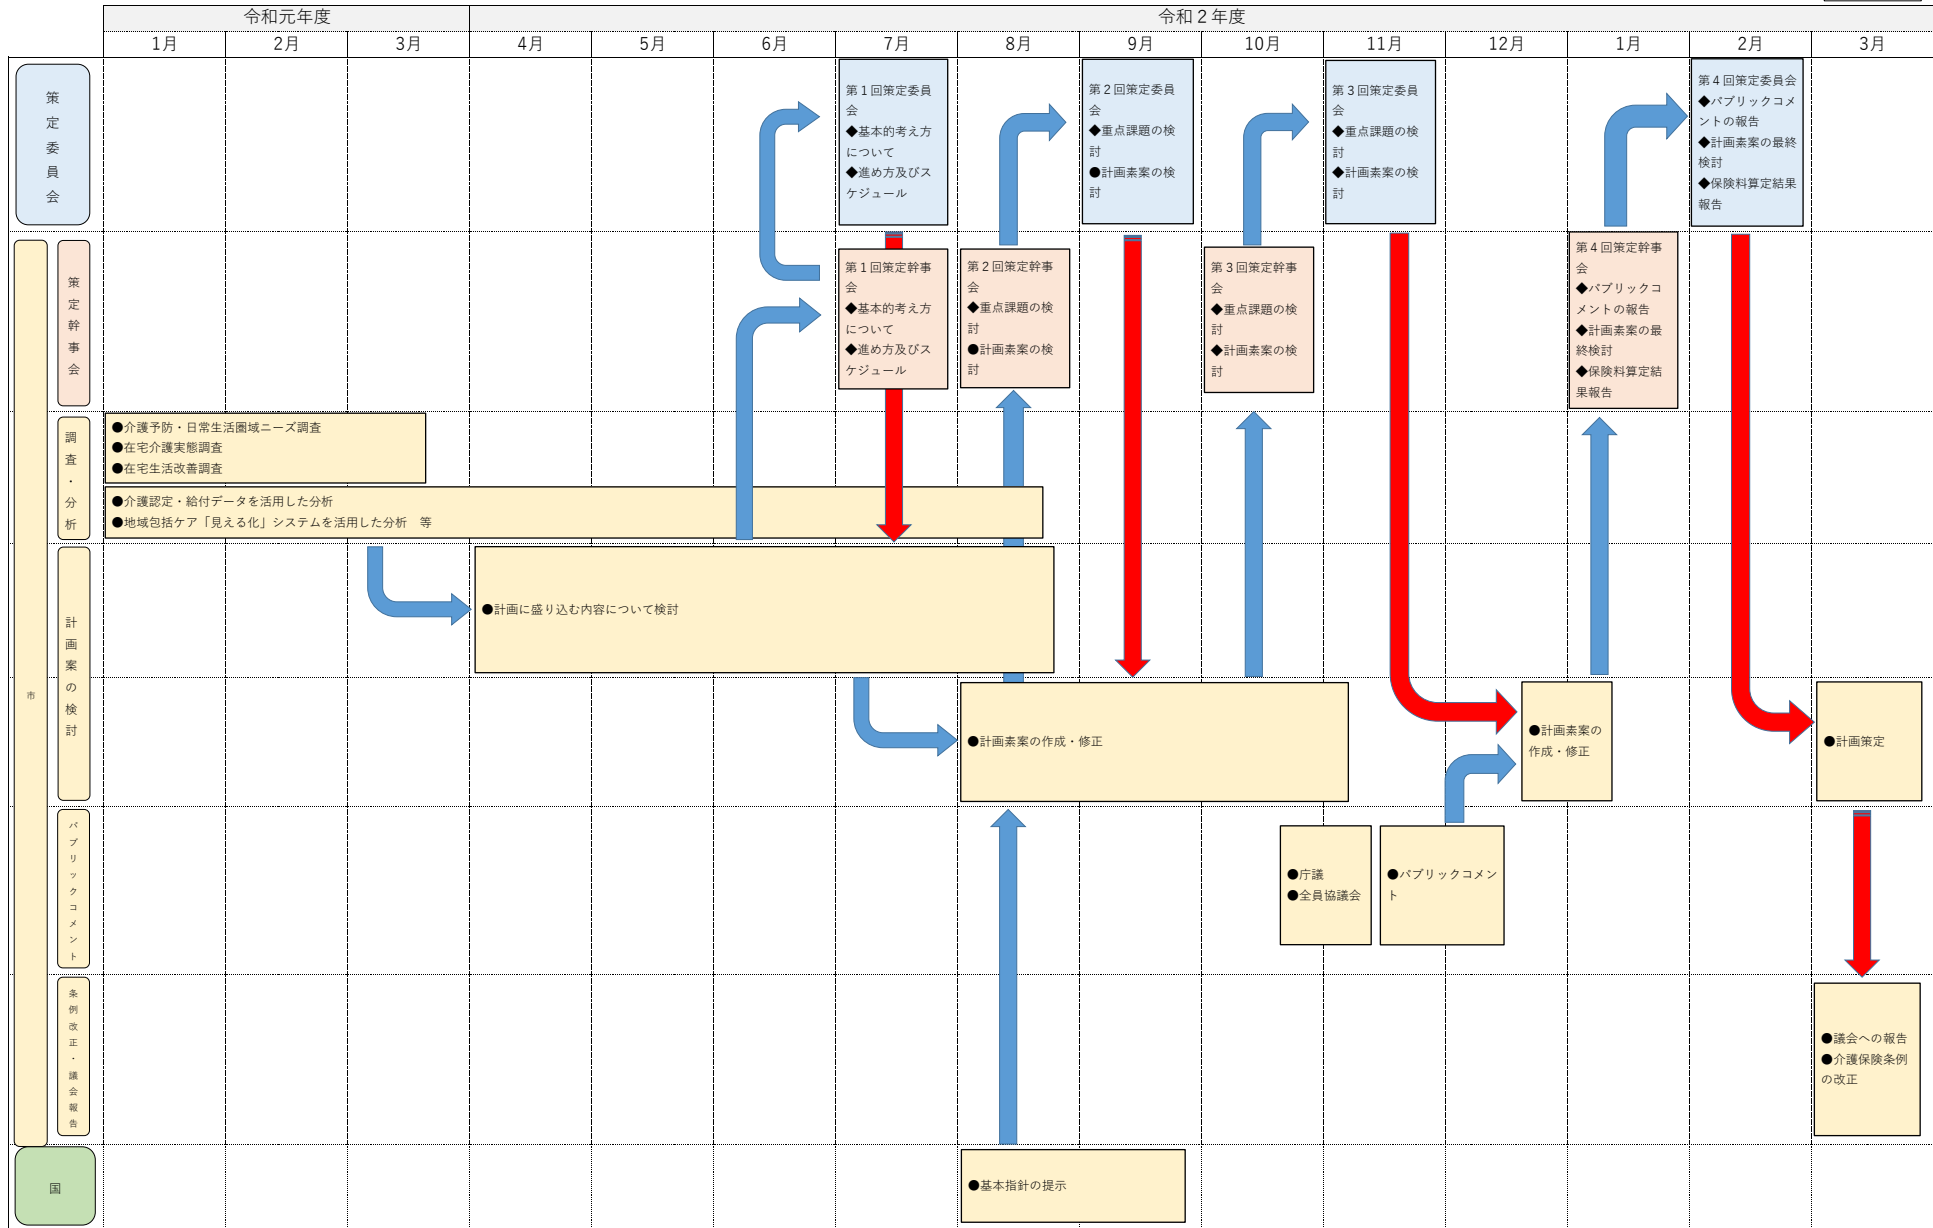 令和元年度
令和２年度
1月
2月
3月
4月
5月
6月
7月
8月
9月
10月
11月
12月
1月
2月
3月
策定委員会
第１回策定委員
会
◆基本的考え方
について
◆進め方及びス
ケジュール
第２回策定委員
会
◆重点課題の検
討
●計画素案の検
討
第３回策定委員
会
◆重点課題の検
討
◆計画素案の検
討
第４回策定委員会
◆パブリックコメ
ントの報告
◆計画素案の最終
検討
◆保険料算定結果
報告
市
策定幹事会
第１回策定幹事
会
◆基本的考え方
について
◆進め方及びス
ケジュール
第２回策定幹事
会
◆重点課題の検
討
●計画素案の検
討
第３回策定幹事
会
◆重点課題の検
討
◆計画素案の検
討
第４回策定幹事
会
◆パブリックコ
メントの報告
◆計画素案の最
終検討
◆保険料算定結
果報告
調査・分析
●介護予防・日常生活圏域ニーズ調査
●在宅介護実態調査
●在宅生活改善調査
●介護認定・給付データを活用した分析
●地域包括ケア「見える化」システムを活用した分析　等
計画案の検討
●計画に盛り込む内容について検討
●計画素案の作成・修正
●計画素案の
作成・修正
●計画策定
パブリックコメント
●庁議
●全員協議会
●パブリックコメン
ト
条例改正・議会報告
●議会への報告
●介護保険条例
の改正
国
●基本指針の提示